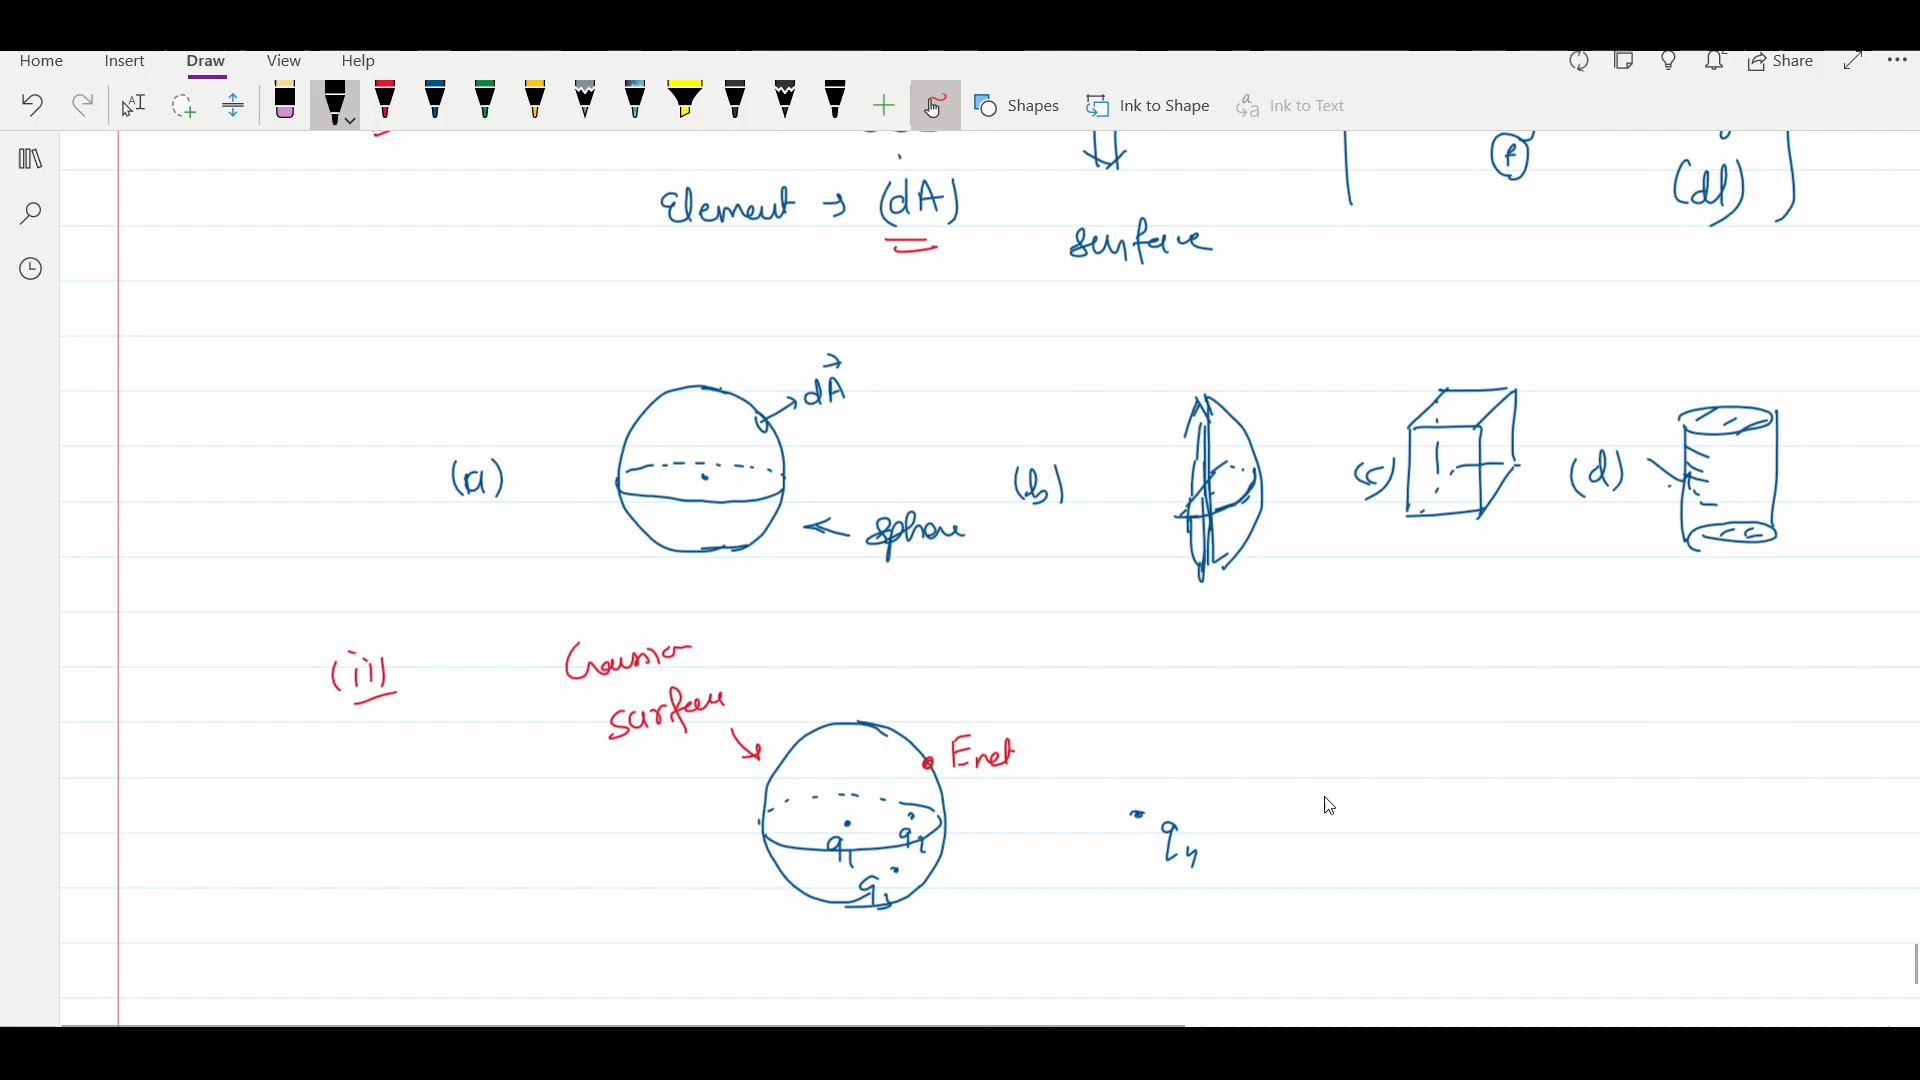 Home Insert Draw View Help Share
Shapes Ink to Shape Ink to Text
Element → (dA)
surface
f
(dl)
dA
(a)
(b)
(c)
(d)
← sphere
(ii)
Gaussian
surface
Enet
q1
q2
q3
q4